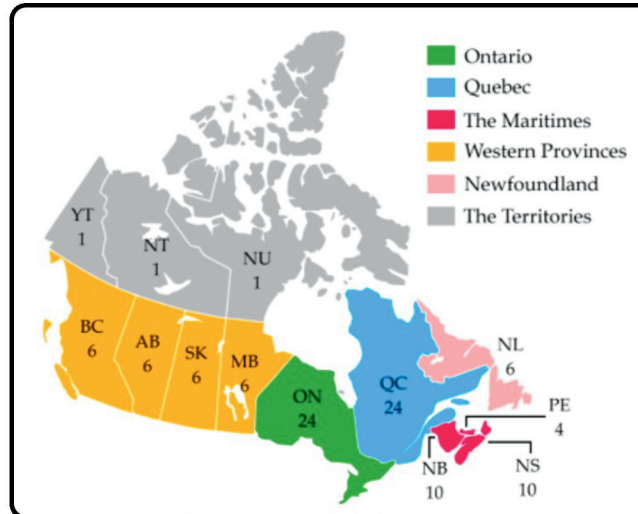 Ontario
Quebec
The Maritimes
Western Provinces
Newfoundland
The Territories
YT
1
NT
1
NU
1
BC
6
AB
6
SK
6
MB
6
ON
24
QC
24
NL
6
PE
4
NB
10
NS
10